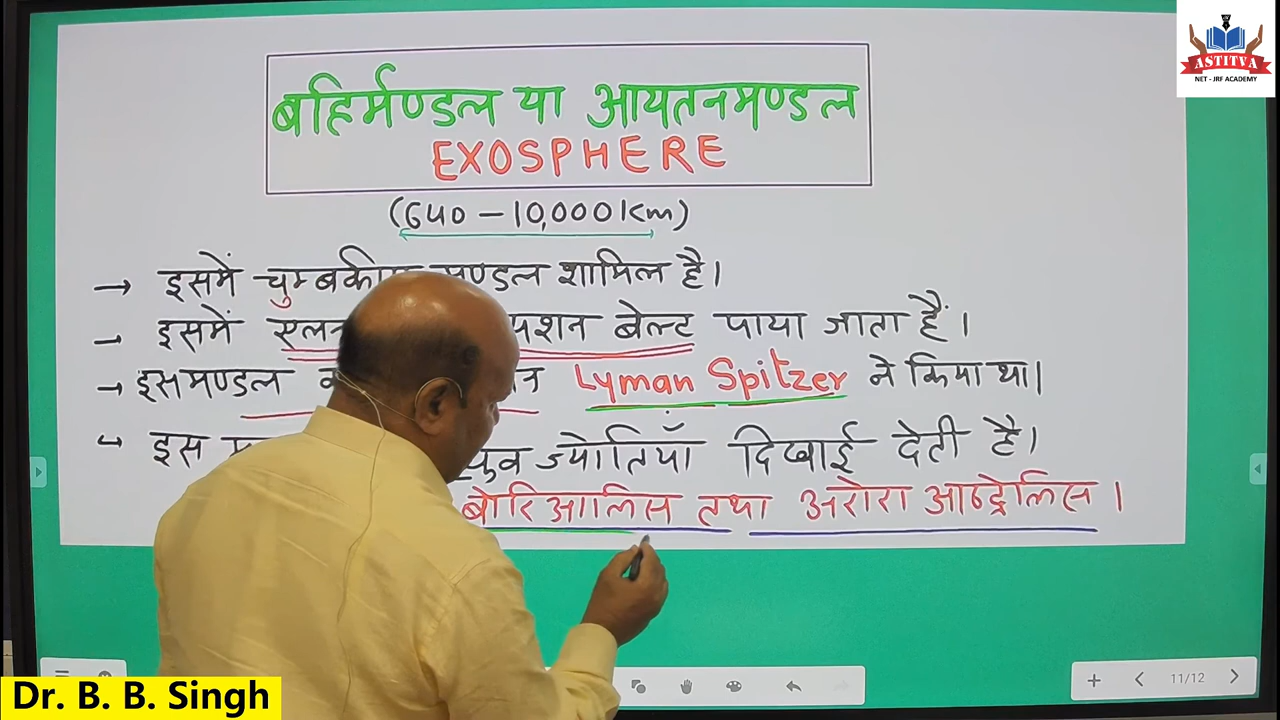 ASTITVA
NET - JRF ACADEMY
बहिर्मण्डल या आयतनमण्डल
EXOSPHERE
(640 – 10,000 Km)
→ इसमें चुम्बकीय मण्डल शामिल है।
→ इसमें बेल्ट पाया जाता हैं।
→ इसमण्डल Lyman Spitzer ने किया था।
↳ इस ज्योतियाँ दिखाई देती है।
बोरिआलिस तथा अरोरा आष्ट्रेलिस।
11/12
Dr. B. B. Singh